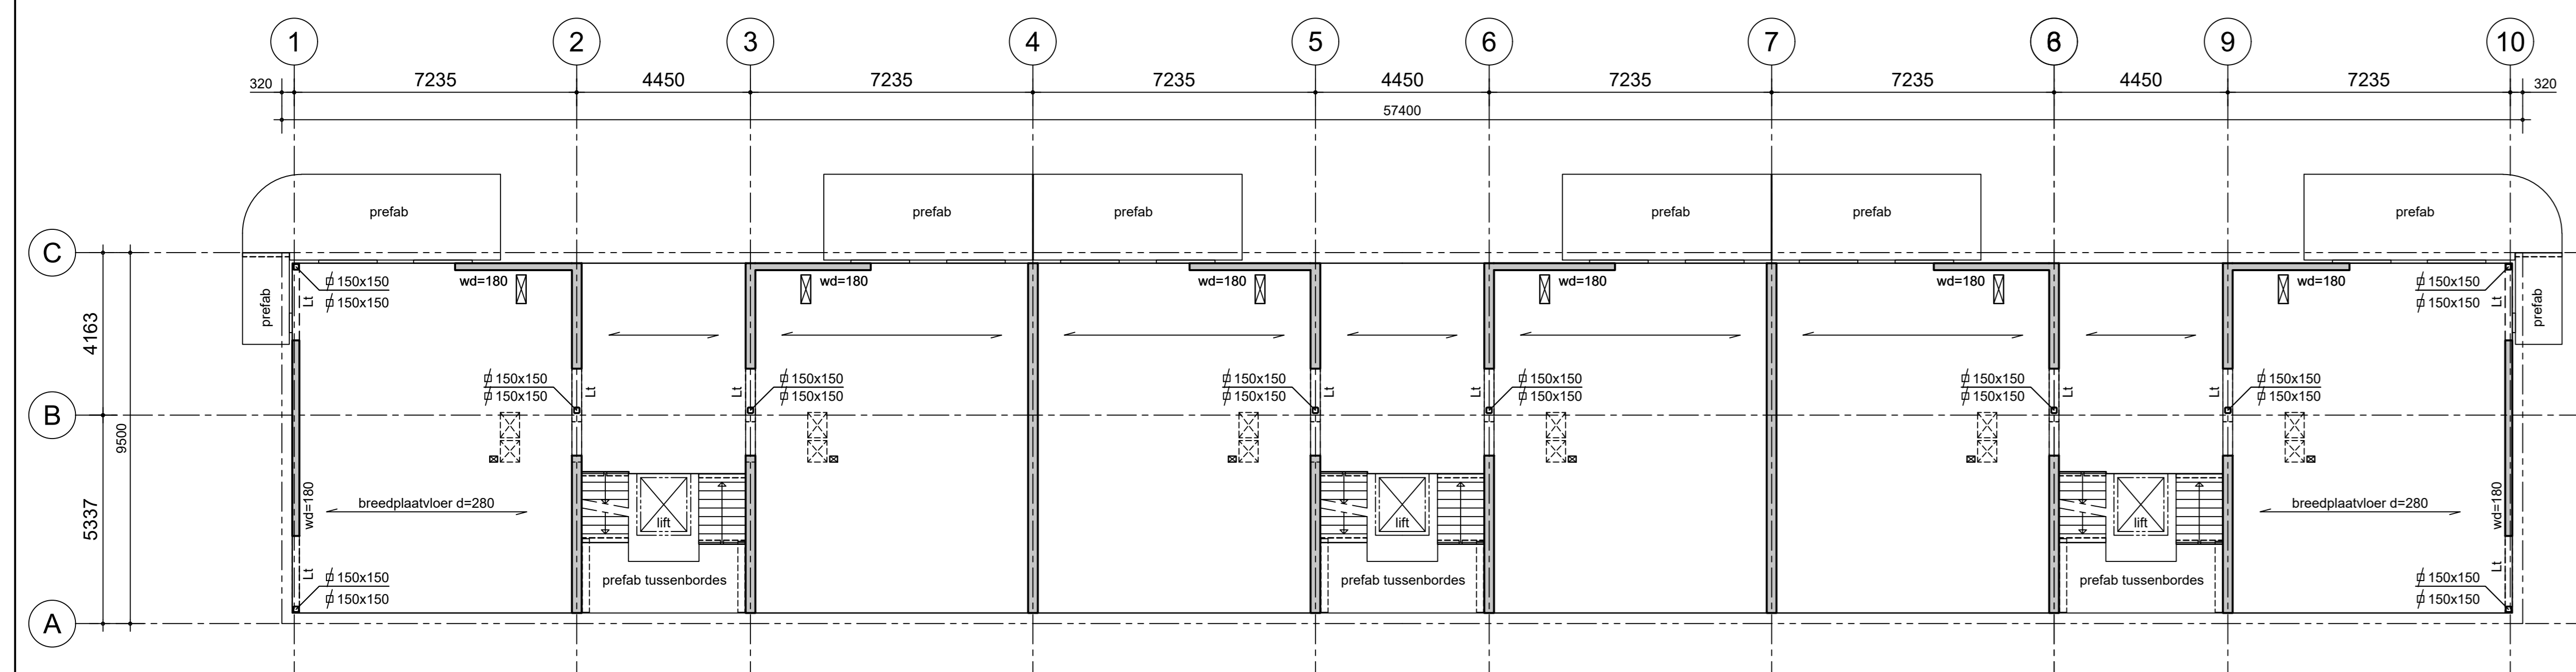 1 2 3 4 5 6 7 8 9 10
320 7235 4450 7235 7235 4450 7235 7235 4450 7235 320
57400
prefab prefab prefab prefab prefab prefab
C
wd=180 wd=180 wd=180 wd=180 wd=180 wd=180
150x150 150x150
150x150 150x150
Lt Lt
prefab prefab
4163
150x150 150x150 150x150 150x150 150x150 150x150
150x150 150x150 150x150 150x150 150x150 150x150
Lt Lt Lt Lt Lt Lt
B
9500
5337
wd=180 wd=180
breedplaatvloer d=280 breedplaatvloer d=280
lift lift lift
Lt Lt
150x150 150x150
150x150 150x150
prefab tussenbordes prefab tussenbordes prefab tussenbordes
A